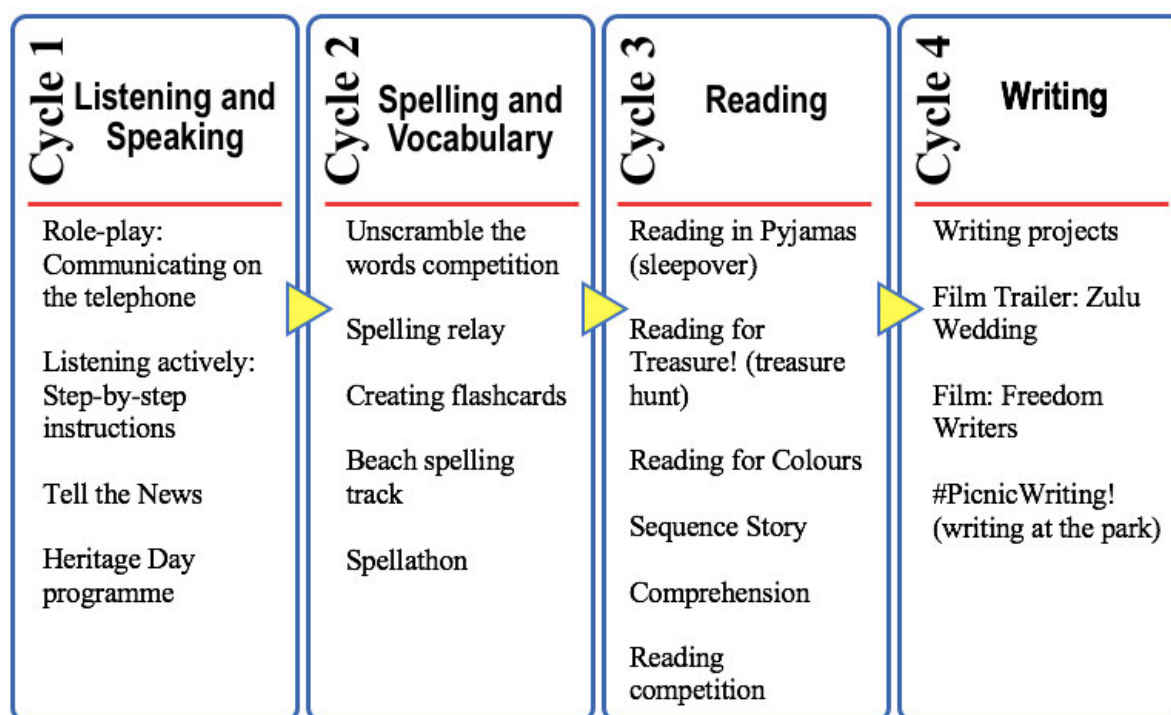 Cycle 1
Listening and
Speaking
Role-play:
Communicating on
the telephone
Listening actively:
Step-by-step
instructions
Tell the News
Heritage Day
programme
Cycle 2
Spelling and
Vocabulary
Unscramble the
words competition
Spelling relay
Creating flashcards
Beach spelling
track
Spellathon
Cycle 3
Reading
Reading in Pyjamas
(sleepover)
Reading for
Treasure! (treasure
hunt)
Reading for Colours
Sequence Story
Comprehension
Reading
competition
Cycle 4
Writing
Writing projects
Film Trailer: Zulu
Wedding
Film: Freedom
Writers
#PicnicWriting!
(writing at the park)